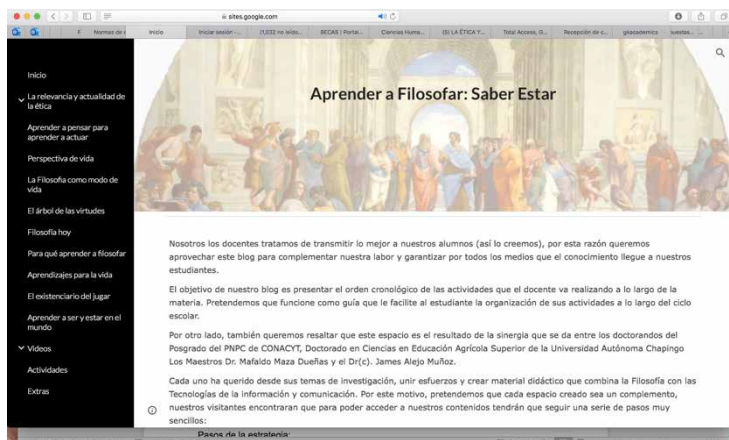 sites.google.com
Normas de e
Inicio
Iniciar sesión -...
BECAS | Portal...
Ciencias Huma...
(5) LA ÉTICA Y...
Total Access, G...
Recepción de c...
Inicio
La relevancia y actualidad de
la ética
Aprender a pensar para
aprender a actuar
Perspectiva de vida
La Filosofía como modo de
vida
El árbol de las virtudes
Filosofía hoy
Para qué aprender a filosofar
Aprendizajes para la vida
El existenciario del jugar
Aprender a ser y estar en el
mundo
Videos
Actividades
Extras
Aprender a Filosofar: Saber Estar
Nosotros los docentes tratamos de transmitir lo mejor a nuestros alumnos (así lo creemos), por esta razón queremos
aprovechar este blog para complementar nuestra labor y garantizar por todos los medios que el conocimiento llegue a nuestros
estudiantes.
El objetivo de nuestro blog es presentar el orden cronológico de las actividades que el docente va realizando a lo largo de la
materia. Pretendemos que funcione como guía que le facilite al estudiante la organización de sus actividades a lo largo del ciclo
escolar.
Por otro lado, también queremos resaltar que este espacio es el resultado de la sinergia que se da entre los doctorandos del
Posgrado del PNPC de CONACYT, Doctorado en Ciencias en Educación Agrícola Superior de la Universidad Autónoma Chapingo
Los Maestros Dr. Mafaldo Maza Dueñas y el Dr(c). James Alejo Muñoz.
Cada uno ha querido desde sus temas de investigación, unir esfuerzos y crear material didáctico que combina la Filosofía con las
Tecnologías de la información y comunicación. Por este motivo, pretendemos que cada espacio creado sea un complemento,
nuestros visitantes encontraran que para poder acceder a nuestros contenidos tendrán que seguir una serie de pasos muy
sencillos:
Pasos de la estrategia: